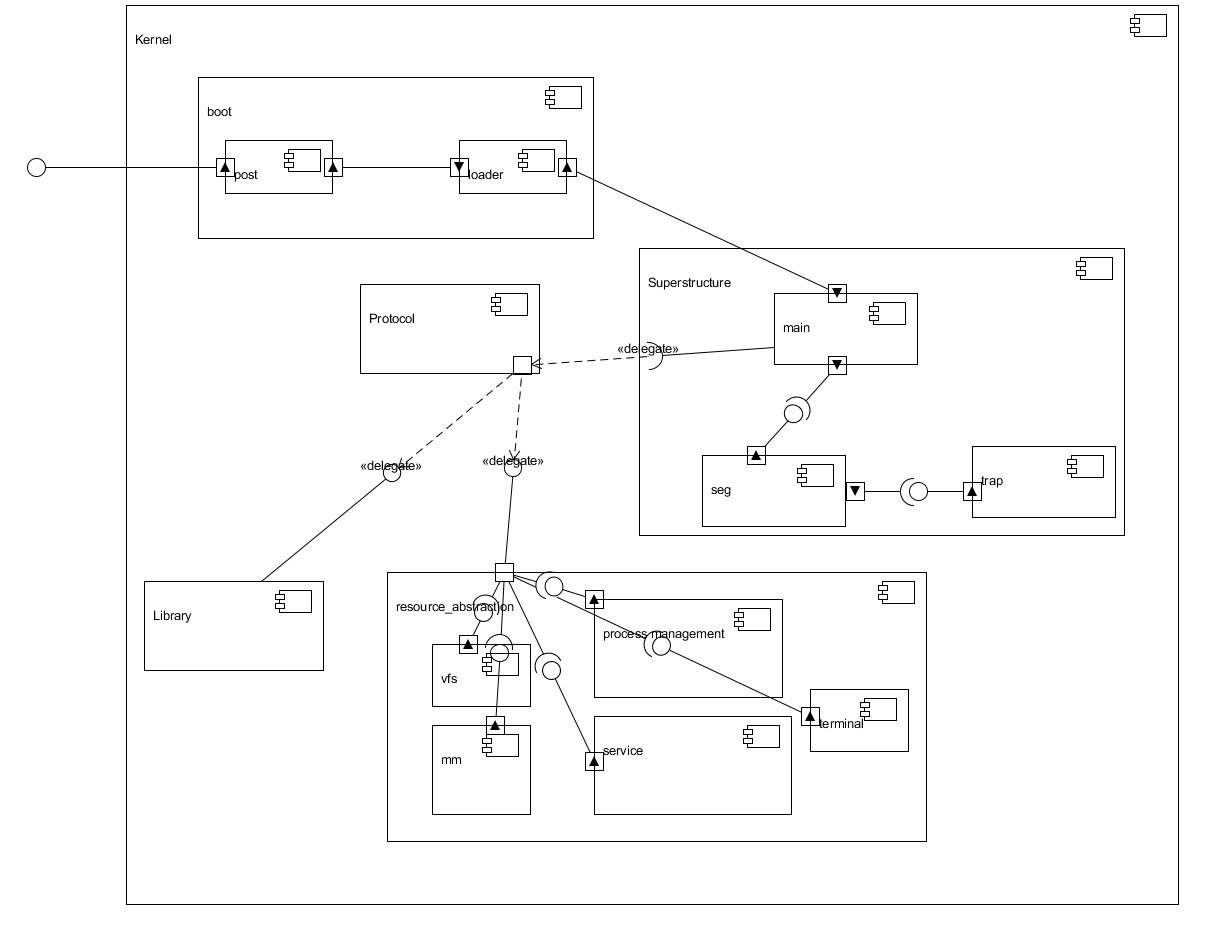 Kernel
boot
post
loader
Superstructure
Protocol
main
«delegate»
«delegate»
«delegate»
seg
trap
Library
resource_abstraction
process management
vfs
terminal
service
mm